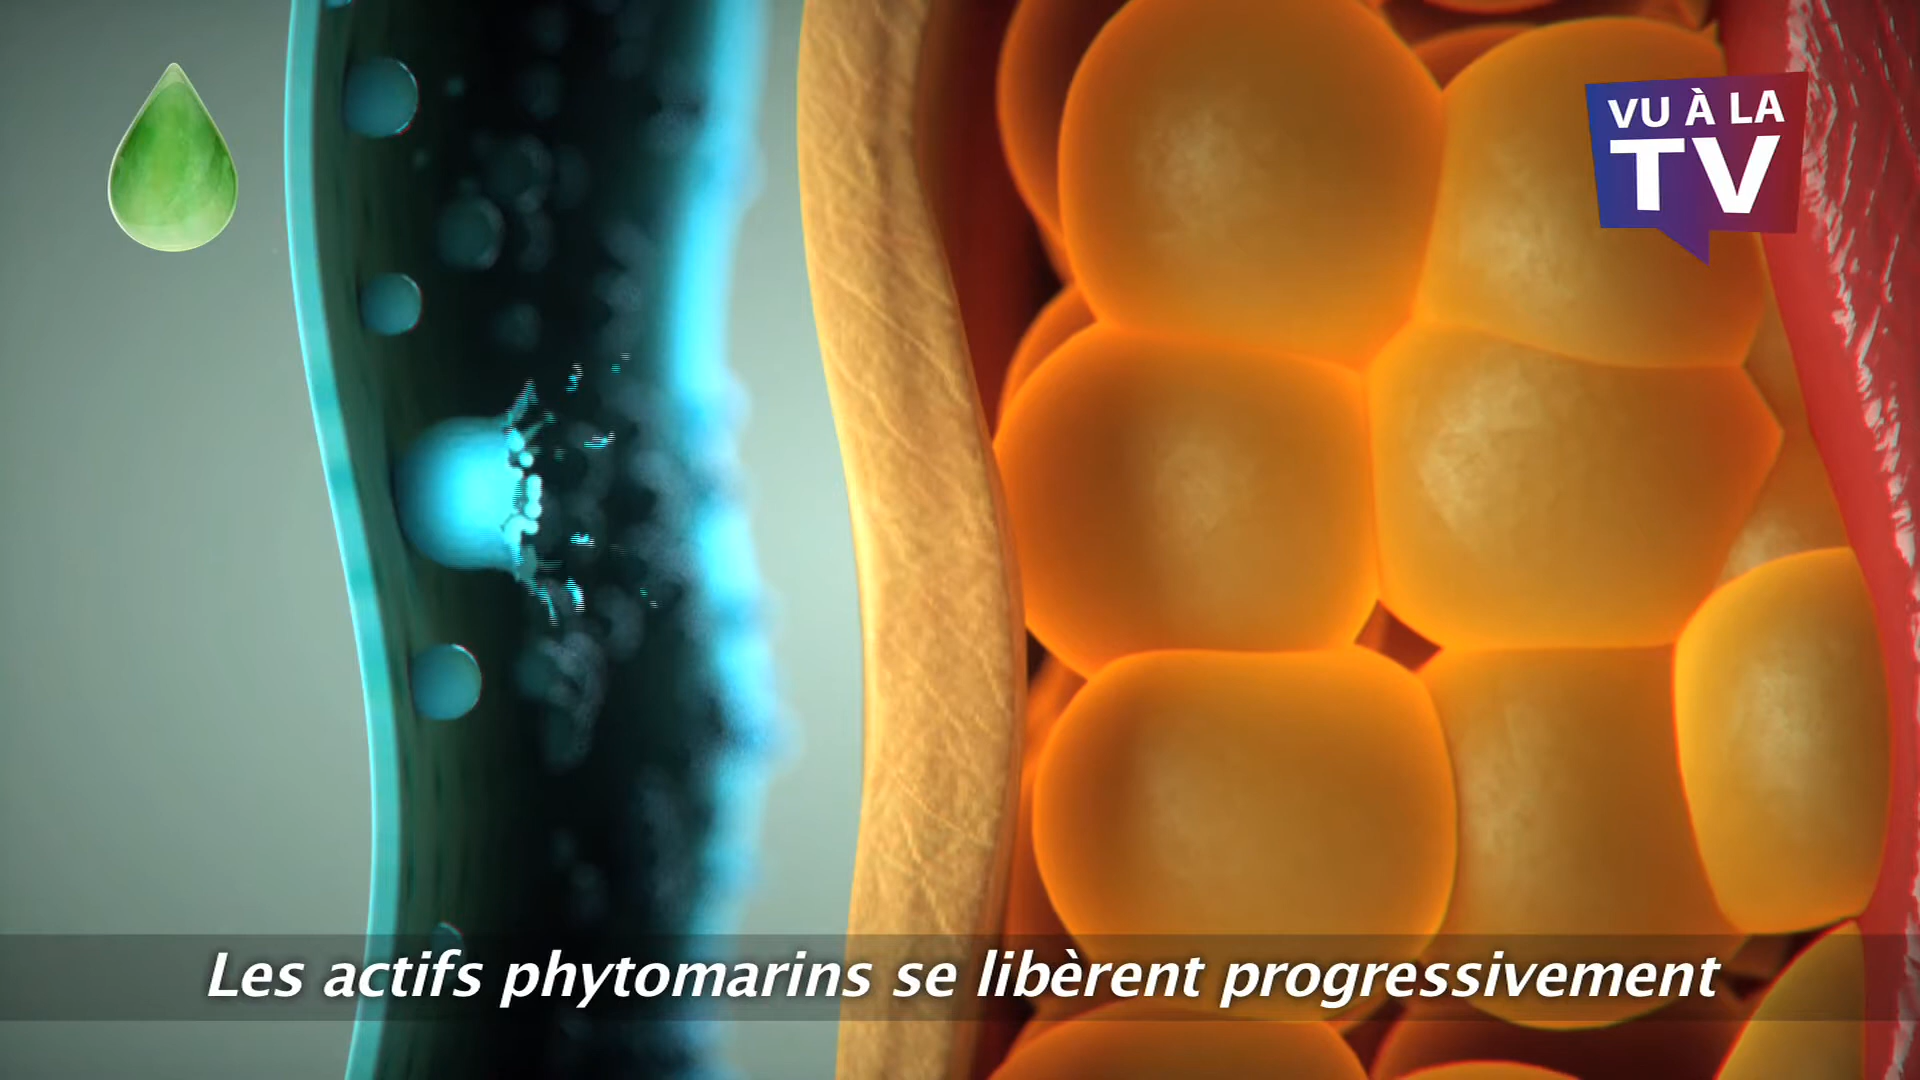 VU À LA
TV
Les actifs phytomarins se libèrent progressivement